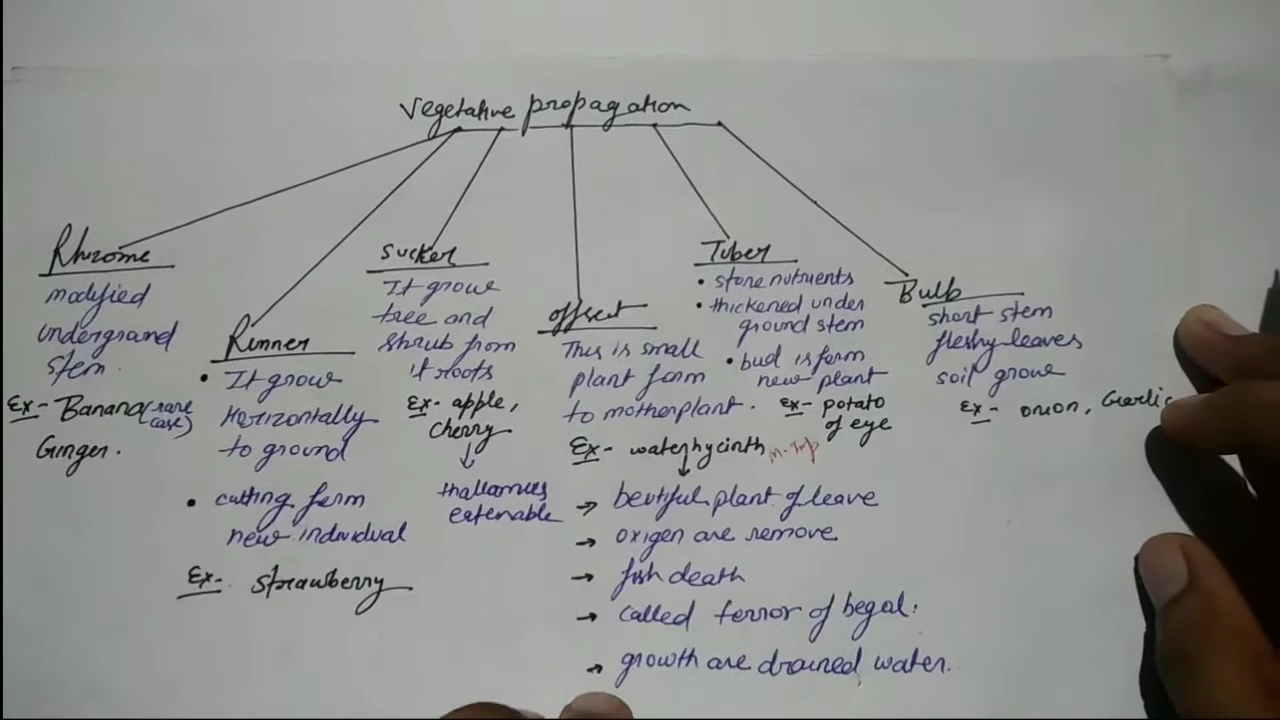 Vegetative propagation
Rhizome
modified
underground
stem.
Ex- Banana (rare
case)
Ginger.
Runner
• It grow
Horizontally
to ground
• cutting form
new individual
Ex- strawberry
Sucker
It grow
tree and
shrub from
it roots
Ex- apple,
cherry
↓
thallamus
eatenable
offset
This is small
plant form
to motherplant.
Ex- waterhycinth m-Imp
↓
→ beutiful plant of leave
→ oxigen are remove
→ fish death
→ called terror of begal.
→ growth are drained water.
Tuber
• store nutrients
• thickened under
ground stem
• bud is form
new plant
Ex- potato
of eye
Bulb
short stem
fleshy leaves
soil grow
Ex- onion, Garlic